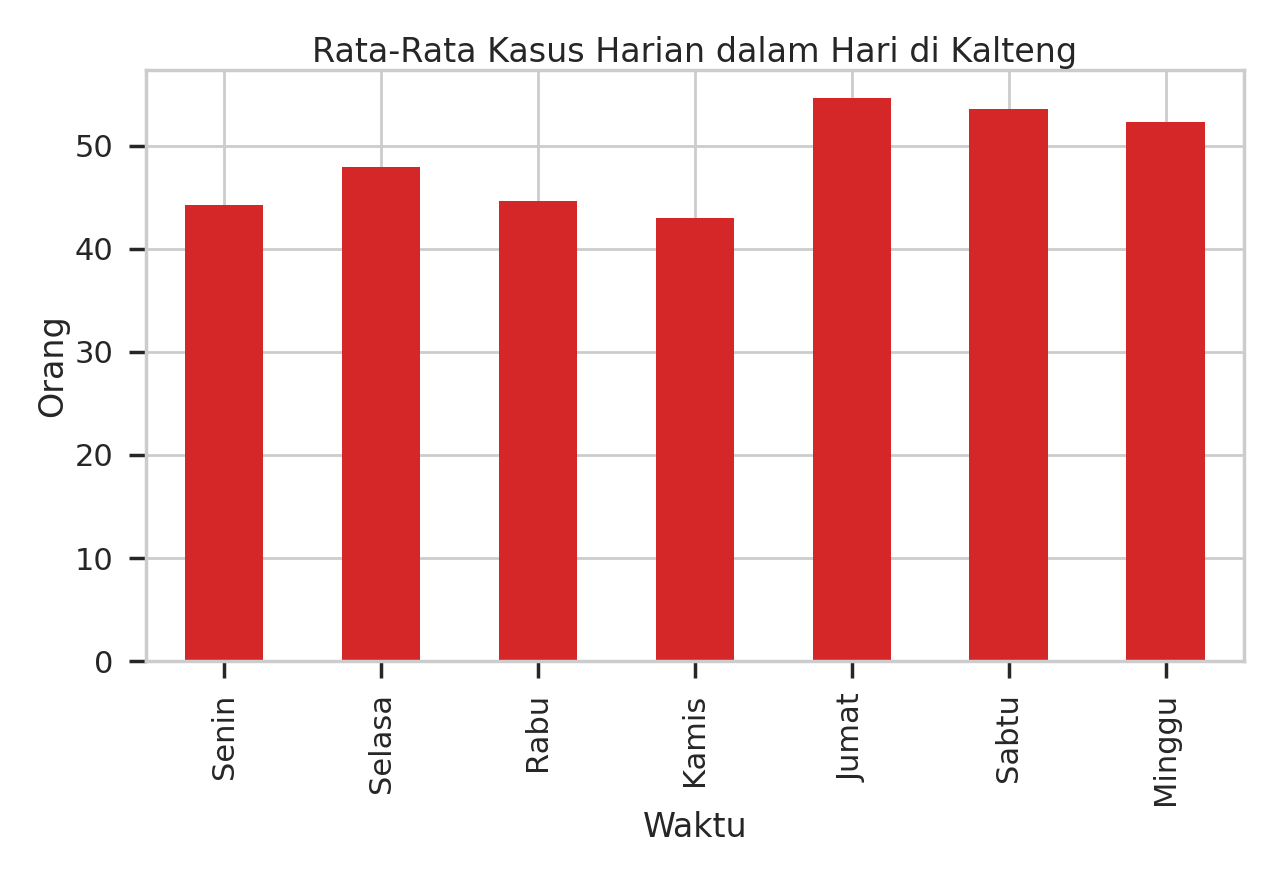 Rata-Rata Kasus Harian dalam Hari di Kalteng
Orang
50
40
30
20
10
0
Senin
Selasa
Rabu
Kamis
Jumat
Sabtu
Minggu
Waktu